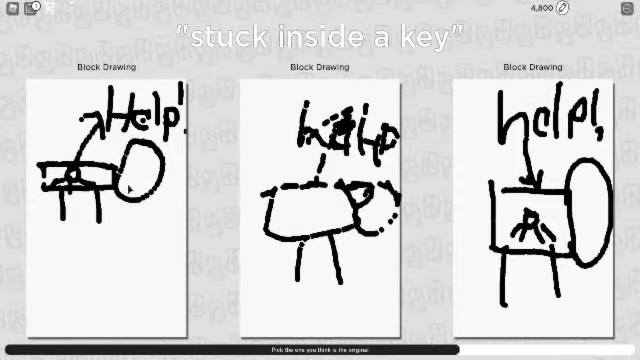 4,800
"stuck inside a key"
Block Drawing
Block Drawing
Block Drawing
Help!
help
help!
Pick the one you think is the original